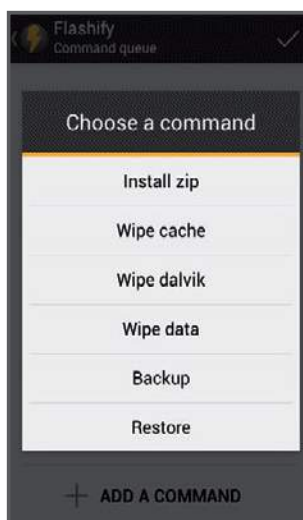 Flashify
Command queue
Choose a command
Install zip
Wipe cache
Wipe dalvik
Wipe data
Backup
Restore
ADD A COMMAND